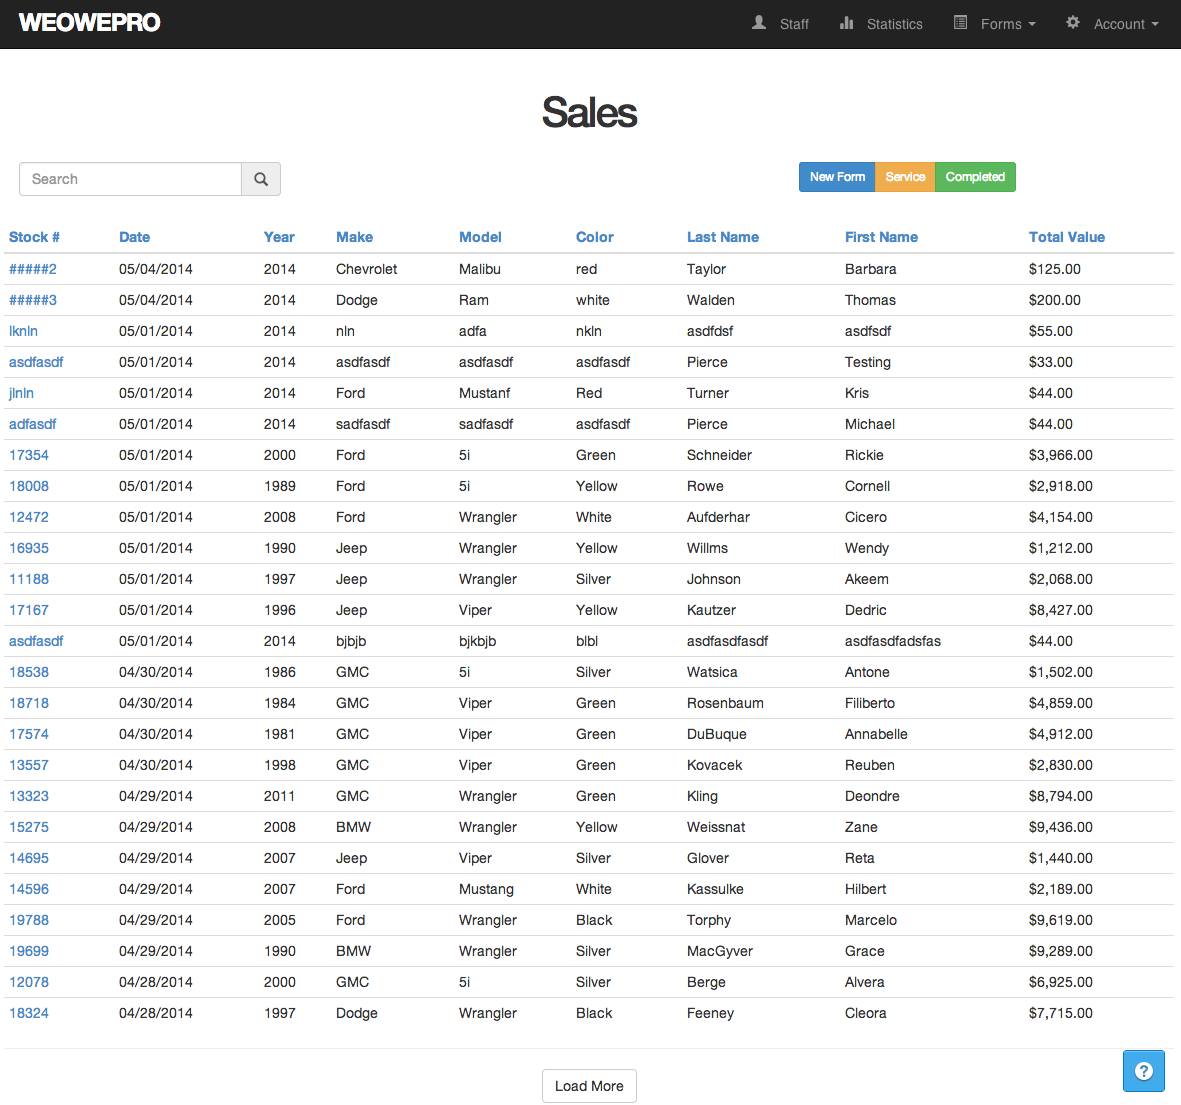 WEOWEPRO Staff Statistics Forms Account
Sales
Search New Form Service Completed
Stock # Date Year Make Model Color Last Name First Name Total Value
#####2 05/04/2014 2014 Chevrolet Malibu red Taylor Barbara $125.00
#####3 05/04/2014 2014 Dodge Ram white Walden Thomas $200.00
lknln 05/01/2014 2014 nln adfa nkln asdfdsf asdfsdf $55.00
asdfasdf 05/01/2014 2014 asdfasdf asdfasdf asdfasdf Pierce Testing $33.00
jlnln 05/01/2014 2014 Ford Mustanf Red Turner Kris $44.00
adfasdf 05/01/2014 2014 sadfasdf sadfasdf asdfasdf Pierce Michael $44.00
17354 05/01/2014 2000 Ford 5i Green Schneider Rickie $3,966.00
18008 05/01/2014 1989 Ford 5i Yellow Rowe Cornell $2,918.00
12472 05/01/2014 2008 Ford Wrangler White Aufderhar Cicero $4,154.00
16935 05/01/2014 1990 Jeep Wrangler Yellow Willms Wendy $1,212.00
11188 05/01/2014 1997 Jeep Wrangler Silver Johnson Akeem $2,068.00
17167 05/01/2014 1996 Jeep Viper Yellow Kautzer Dedric $8,427.00
asdfasdf 05/01/2014 2014 bjbjb bjkbjb blbl asdfasdfasdf asdfasdfadsfas $44.00
18538 04/30/2014 1986 GMC 5i Silver Watsica Antone $1,502.00
18718 04/30/2014 1984 GMC Viper Green Rosenbaum Filiberto $4,859.00
17574 04/30/2014 1981 GMC Viper Green DuBuque Annabelle $4,912.00
13557 04/30/2014 1998 GMC Viper Green Kovacek Reuben $2,830.00
13323 04/29/2014 2011 GMC Wrangler Green Kling Deondre $8,794.00
15275 04/29/2014 2008 BMW Wrangler Yellow Weissnat Zane $9,436.00
14695 04/29/2014 2007 Jeep Viper Silver Glover Reta $1,440.00
14596 04/29/2014 2007 Ford Mustang White Kassulke Hilbert $2,189.00
19788 04/29/2014 2005 Ford Wrangler Black Torphy Marcelo $9,619.00
19699 04/29/2014 1990 BMW Wrangler Silver MacGyver Grace $9,289.00
12078 04/28/2014 2000 GMC 5i Silver Berge Alvera $6,925.00
18324 04/28/2014 1997 Dodge Wrangler Black Feeney Cleora $7,715.00
Load More ?